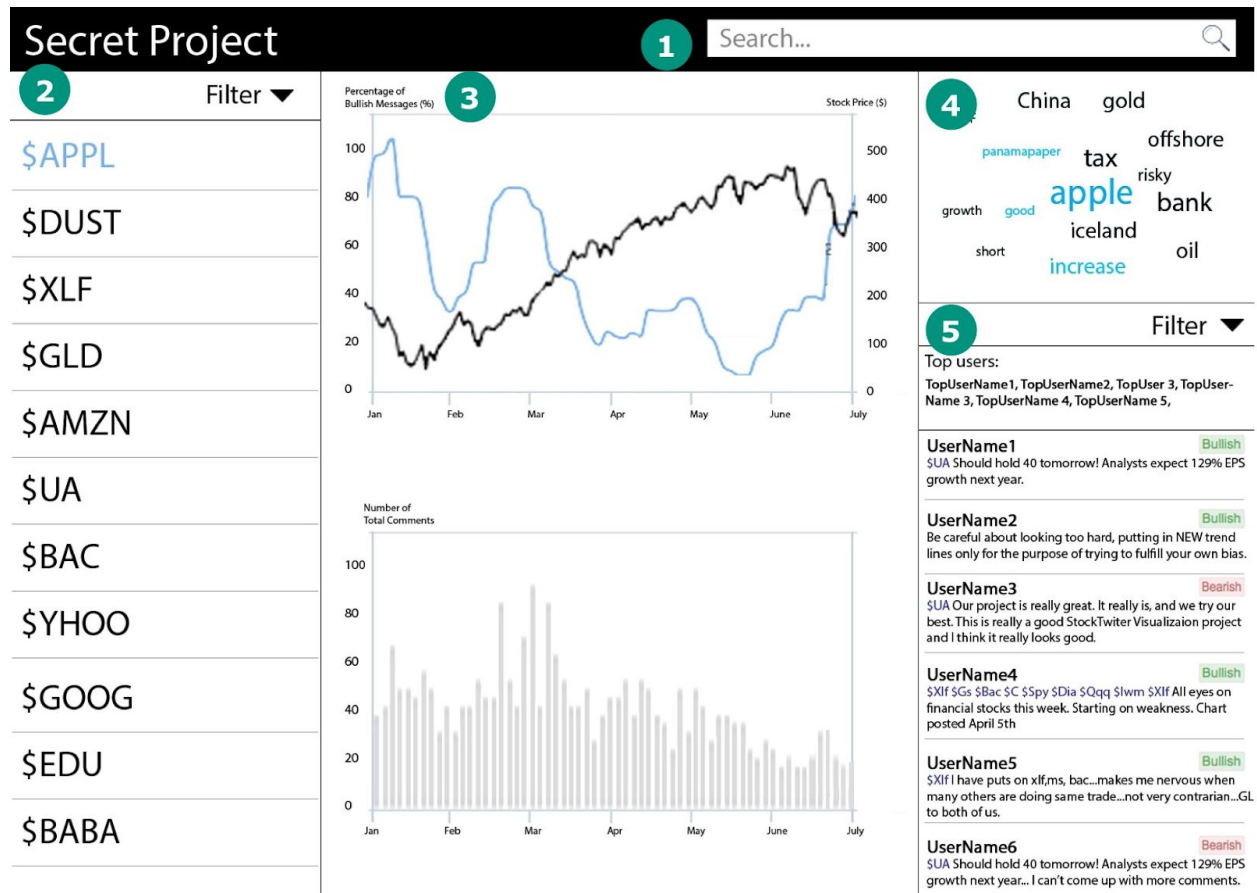 Secret Project
1
Search...
2
Filter
$APPL
$DUST
$XLF
$GLD
$AMZN
$UA
$BAC
$YHOO
$GOOG
$EDU
$BABA
Percentage of
Bullish Messages (%)
3
Stock Price ($)
100
80
60
40
20
0
500
400
300
200
100
0
Jan Feb Mar Apr May June July
Number of
Total Comments
100
80
60
40
20
0
Jan Feb Mar Apr May June July
4
China gold
offshore
panamapaper tax
risky
apple
growth good bank
iceland
short oil
increase
5
Filter
Top users:
TopUserName1, TopUserName2, TopUser 3, TopUser-
Name 3, TopUserName 4, TopUserName 5,
UserName1 Bullish
$UA Should hold 40 tomorrow! Analysts expect 129% EPS
growth next year.
UserName2 Bullish
Be careful about looking too hard, putting in NEW trend
lines only for the purpose of trying to fulfill your own bias.
UserName3 Bearish
$UA Our project is really great. It really is, and we try our
best. This is really a good StockTwiter Visualizaion project
and I think it really looks good.
UserName4 Bullish
$Xlf $Gs $Bac $C $Spy $Dia $Qqq $Iwm $Xlf All eyes on
financial stocks this week. Starting on weakness. Chart
posted April 5th
UserName5 Bullish
$Xlf I have puts on xlf,ms, bac...makes me nervous when
many others are doing same trade...not very contrarian...GL
to both of us.
UserName6 Bearish
$UA Should hold 40 tomorrow! Analysts expect 129% EPS
growth next year... I can't come up with more comments.